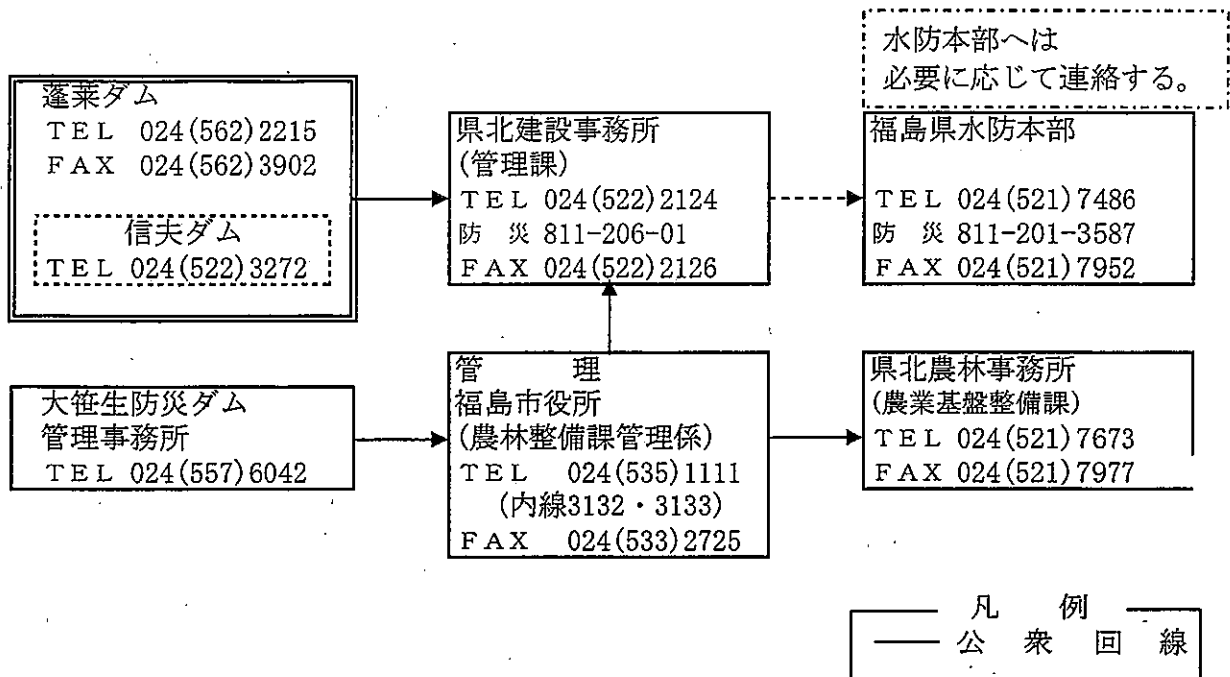 水防本部へは
必要に応じて連絡する。
蓬莱ダム
TEL 024(562)2215
FAX 024(562)3902
信夫ダム
TEL 024(522)3272
県北建設事務所
(管理課)
TEL 024(522)2124
防災 811-206-01
FAX 024(522)2126
福島県水防本部
TEL 024(521)7486
防災 811-201-3587
FAX 024(521)7952
大笹生防災ダム
管理事務所
TEL 024(557)6042
管理
福島市役所
(農林整備課管理係)
TEL 024(535)1111
(内線3132・3133)
FAX 024(533)2725
県北農林事務所
(農業基盤整備課)
TEL 024(521)7673
FAX 024(521)7977
凡例
公衆回線